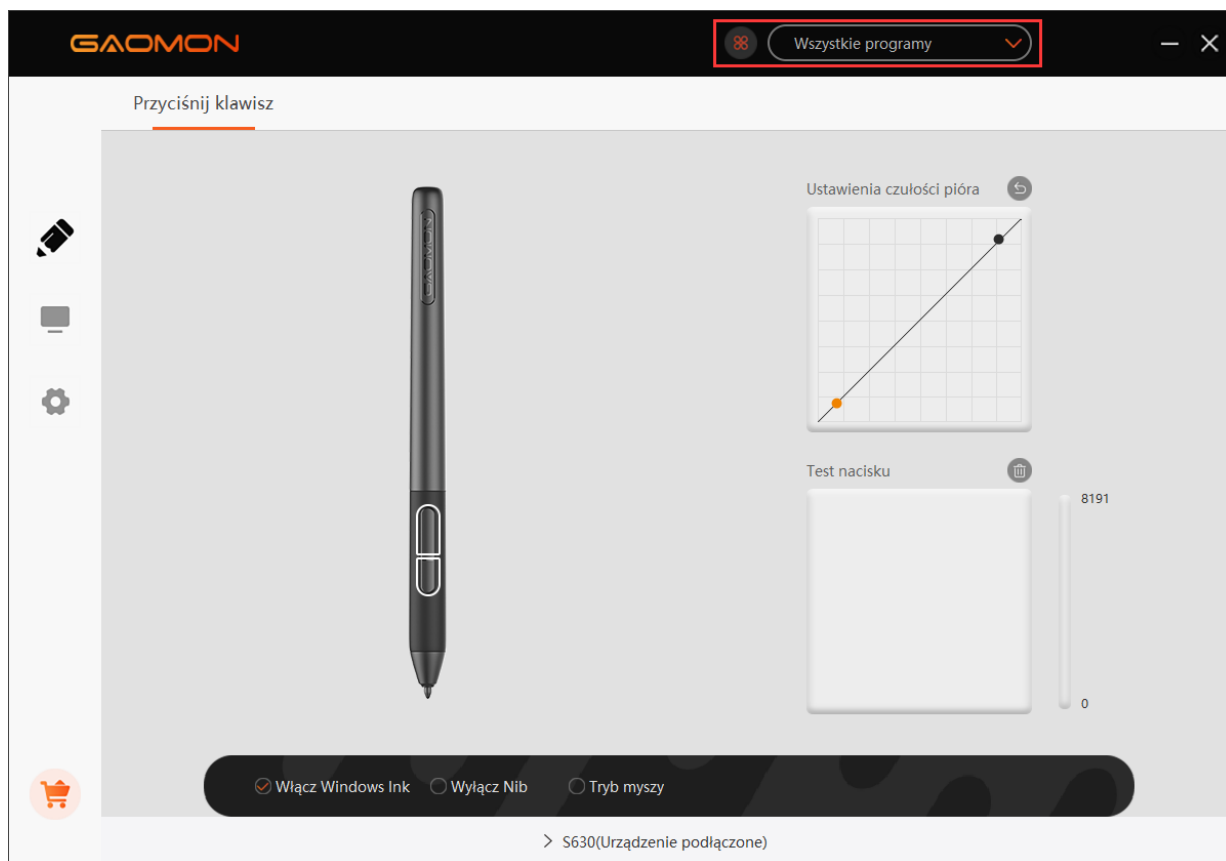 GAOMON
Wszystkie programy
Przyciśnij klawisz
Ustawienia czułości pióra
GAOMON
Test nacisku
8191
0
Włącz Windows Ink
Wyłącz Nib
Tryb myszy
S630(Urządzenie podłączone)